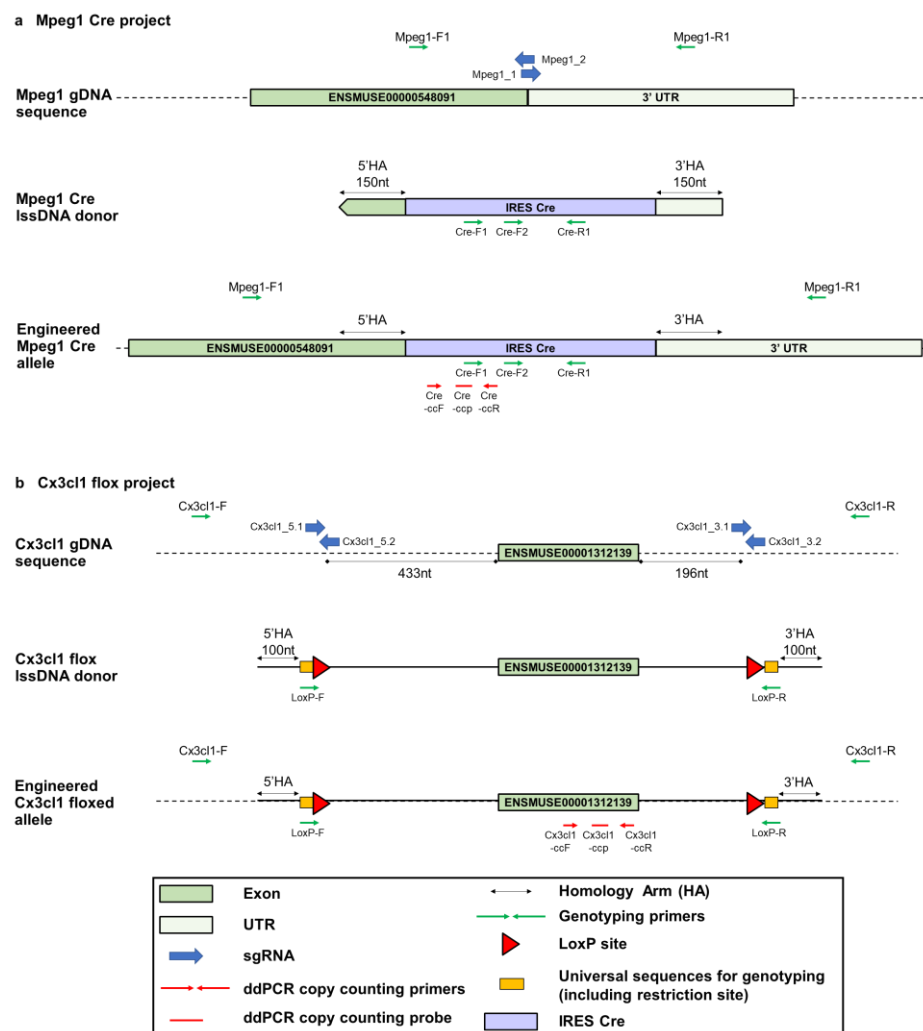 a Mpeg1 Cre project
Mpeg1-F1
Mpeg1-R1
Mpeg1_2
Mpeg1_1
Mpeg1 gDNA
sequence
ENSMUSE00000548091
3' UTR
5'HA
150nt
3'HA
150nt
Mpeg1 Cre
lssDNA donor
IRES Cre
Cre-F1
Cre-F2
Cre-R1
Mpeg1-F1
Mpeg1-R1
5'HA
3'HA
Engineered
Mpeg1 Cre
allele
ENSMUSE00000548091
IRES Cre
3' UTR
Cre-F1
Cre-F2
Cre-R1
Cre
-ccF
Cre
-ccp
Cre
-ccR
b Cx3cl1 flox project
Cx3cl1-F
Cx3cl1-R
Cx3cl1_5.1
Cx3cl1_5.2
Cx3cl1_3.1
Cx3cl1_3.2
Cx3cl1 gDNA
sequence
ENSMUSE00001312139
433nt
196nt
5'HA
100nt
3'HA
100nt
Cx3cl1 flox
lssDNA donor
ENSMUSE00001312139
LoxP-F
LoxP-R
Cx3cl1-F
Cx3cl1-R
5'HA
3'HA
Engineered
Cx3cl1 floxed
allele
ENSMUSE00001312139
LoxP-F
LoxP-R
Cx3cl1
-ccF
Cx3cl1
-ccp
Cx3cl1
-ccR
Exon
UTR
sgRNA
ddPCR copy counting primers
ddPCR copy counting probe
Homology Arm (HA)
Genotyping primers
LoxP site
Universal sequences for genotyping
(including restriction site)
IRES Cre